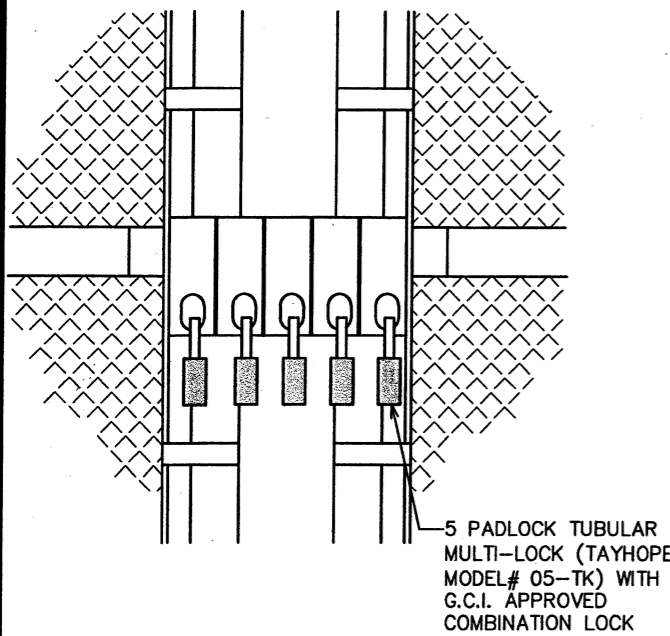 5 PADLOCK TUBULAR
MULTI-LOCK (TAYHOPE
MODEL# 05-TK) WITH
G.C.I. APPROVED
COMBINATION LOCK